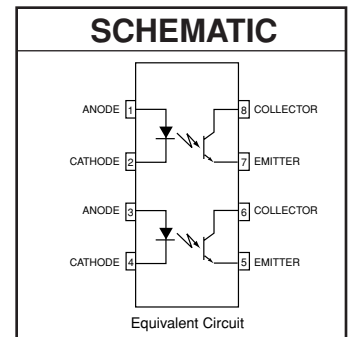 SCHEMATIC
ANODE 1 8 COLLECTOR
CATHODE 2 7 EMITTER
ANODE 3 6 COLLECTOR
CATHODE 4 5 EMITTER
Equivalent Circuit